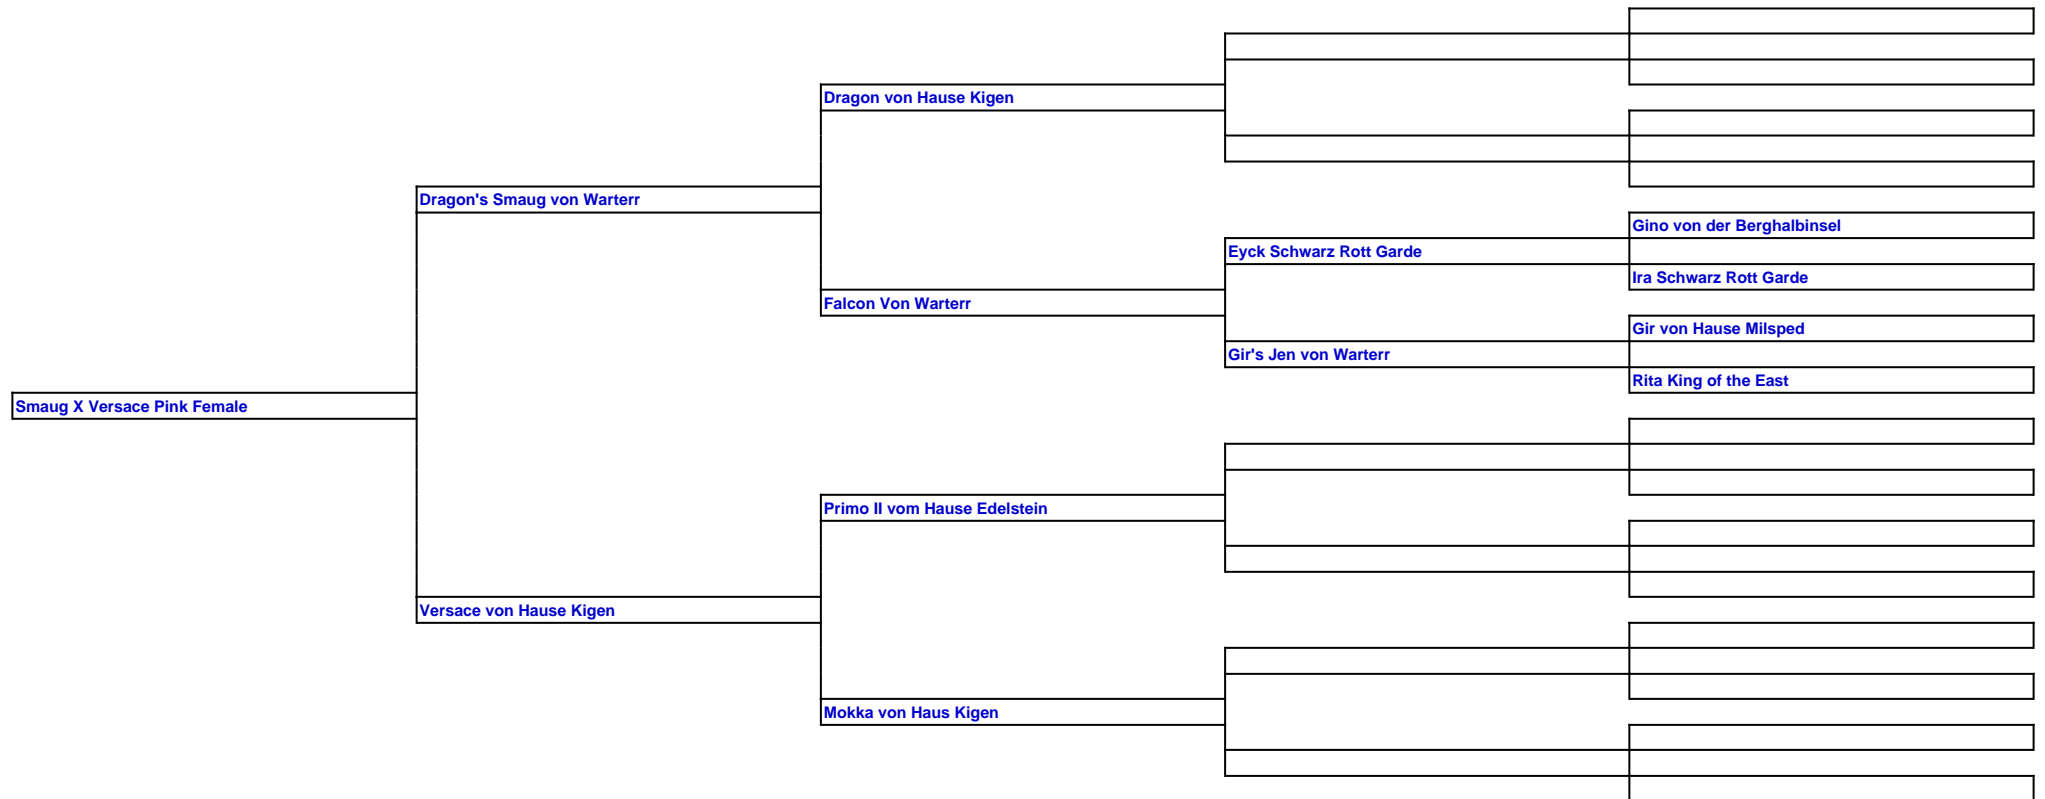 Dragon von Hause Kigen
Dragon's Smaug von Warterr
Gino von der Berghalbinsel
Eyck Schwarz Rott Garde
Ira Schwarz Rott Garde
Falcon Von Warterr
Gir von Hause Milsped
Gir's Jen von Warterr
Rita King of the East
Smaug X Versace Pink Female
Primo II vom Hause Edelstein
Versace von Hause Kigen
Mokka von Haus Kigen